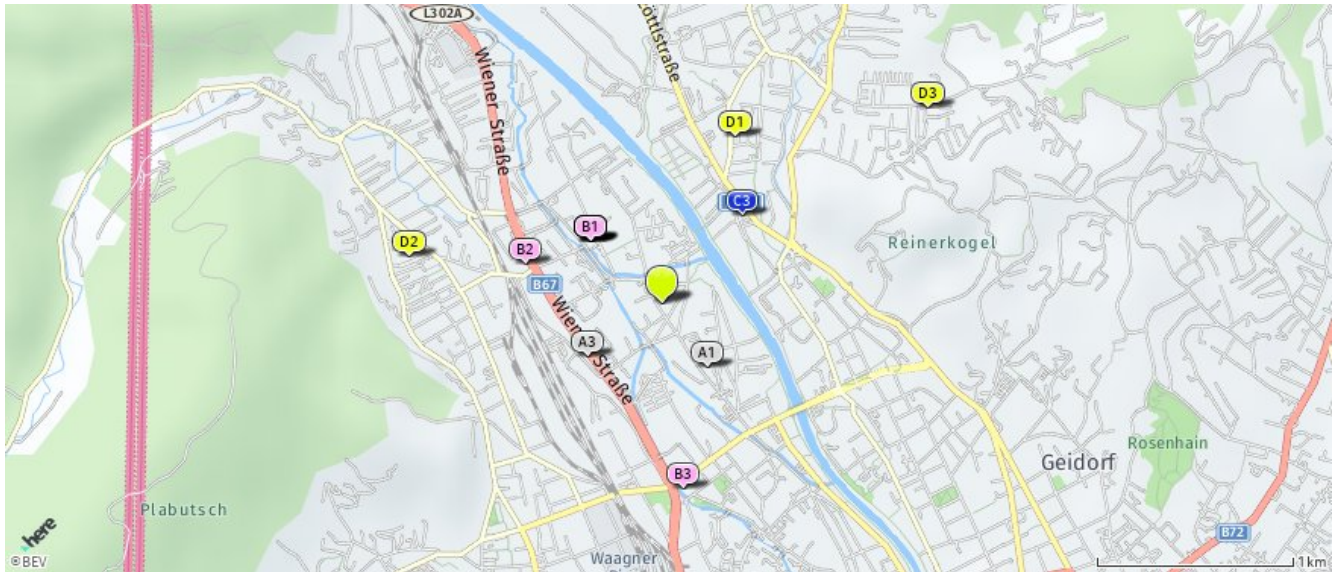 L302A
Wiener Straße
öttistraße
D3
D1
C3
B1
D2
B2
Reinerkogel
B67
Wiener Straße
A3
A1
Rosenhain
Geidorf
B3
Plabutsch
here
B72
Waagner
©BEV
1km